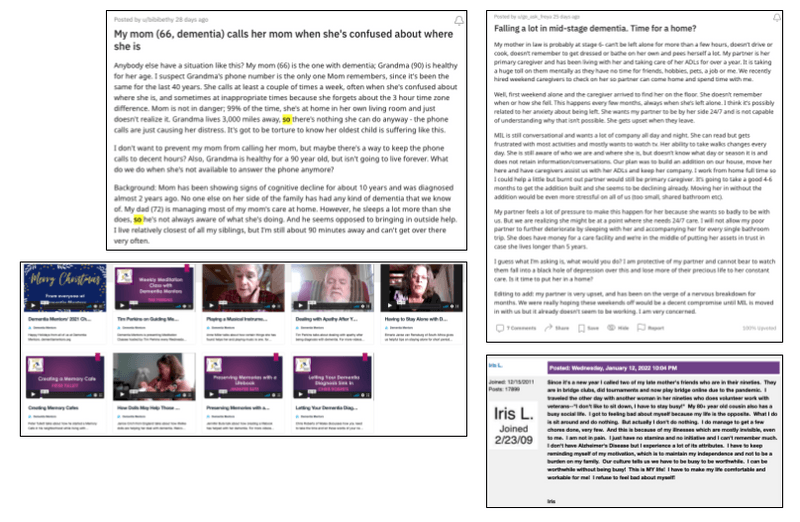 Posted by u/bibibethy 28 days ago
My mom (66, dementia) calls her mom when she's confused about where
she is
Anybody else have a situation like this? My mom (66) is the one with dementia; Grandma (90) is healthy
for her age. I suspect Grandma's phone number is the only one Mom remembers, since it's been the
same for the last 40 years. She calls at least a couple of times a week, often when she's confused about
where she is, and sometimes at inappropriate times because she forgets about the 3 hour time zone
difference. Mom is not in danger; 99% of the time, she's at home in her own living room and just
doesn't realize it. Grandma lives 3,000 miles away, so there's nothing she can do anyway - the phone
calls are just causing her distress. It's got to be torture to know her oldest child is suffering like this.
I don't want to prevent my mom from calling her mom, but maybe there's a way to keep the phone
calls to decent hours? Also, Grandma is healthy for a 90 year old, but isn't going to live forever. What
do we do when she's not available to answer the phone anymore?
Background: Mom has been showing signs of cognitive decline for about 10 years and was diagnosed
almost 2 years ago. No one else on her side of the family has had any kind of dementia that we know
of. My dad (72) is managing most of my mom's care at home. However, he sleeps a lot more than she
does, so he's not always aware of what she's doing. And he seems opposed to bringing in outside help.
I live relatively closest of all my siblings, but I'm still about 90 minutes away and can't get over there
very often.
25 days ago
Falling a lot in mid-stage dementia. Time for a home?
My mother in law is probably at stage 6- can't be left alone for more than a few hours, doesn't drive or
cook, doesn't remember to get dressed or bathe on her own and pees herself a lot. My partner is her
primary caregiver and has been living with her and taking care of her ADLs for over a year. It is taking
a huge toll on them mentally as they have no time for friends, hobbies, pets, a job or me. We recently
hired weekend caregivers to check on her so my partner can come home and spend time with me.
Well, first weekend alone and the caregiver arrived to find her on the floor. She doesn't remember
when or how she fell. This happens every few months, always when she's left alone. I think it's possibly
related to her anxiety about being left. She wants my partner to be by her side 24/7 and is not capable
of understanding why that isn't possible. She gets upset when they leave.
MIL is still conversational and wants a lot of company all day and night. She can read but gets
frustrated with most activities and mostly wants to watch tv. Her ability to take walks changes every
day. She is still aware of who we are and where she is, but doesn't know what day or season it is and
does not retain information/conversations. Our plan was to build an addition on our house, move her
here and have caregivers assist us with her ADLs and keep company. I work from home full time so
I could help a little but burnt out partner would still be primary caregiver. It's going to take a good 4-6
months to get the addition built and she seems to be declining already. Moving her in without the
addition would be even more stressful on all of us (too small, shared bathroom etc).
My partner feels a lot of pressure to make this happen for her because she wants so badly to be with
us. But we are realizing she might be at a point where she needs 24/7 care. I will not allow my poor
partner to further deteriorate by sleeping with her and accompanying her for every single bathroom
trip. She does have money for a care facility and we're in the middle of putting her assets in trust in
case she lives longer than 5 years.
I guess what I'm asking is, what would you do? I am protective of my partner and cannot bear to watch
them fall into a black hole of depression over this and lose more of their precious life to her constant
care. Is it time to put her in a home?
Editing to add: my partner is very upset, and has been on the verge of a nervous breakdown for
months. We were really hoping these weekends off would be a decent compromise until MIL is moved
in with us but it already doesn't seem to be working. I am very concerned.
7 Comments Share Save Hide Report 100% Upvoted
Merry Christmas
From everyone at
Weekly Meditation
Class with
Dementia Mentors
Dementia Mentors' 2021 Ch...
Tim Perkins on Guiding Me...
Playing a Musical Instrume...
Dealing with Apathy After Y...
Having to Stay Alone with D...
Creating a Memory Cafe
Preserving Memories with a
Lifebook
Letting Your Dementia
Diagnosis Sink In
Creating Memory Cafes
How Dolls May Help Those ...
Preserving Memories with a...
Letting Your Dementia Diag...
Iris L.
Posted: Wednesday, January 12, 2022 10:04 PM
Joined: 12/15/2011
Posts: 17899
Iris L.
Joined
2/23/09
Since it's a new year I called two of my late mother's friends who are in their nineties. They
are in bridge clubs, did tournaments and now play bridge online due to the pandemic. I
traveled the other day with another woman in her nineties who does volunteer work with
veterans--"I don't like to sit down, I have to stay busy!" My 80+ year old cousin also has a
busy social life. I got to feeling bad about myself because my life is the opposite. What I do
is sit around and do nothing. But actually I don't do nothing. I do manage to get a few
chores done, very few. And this is because of my illnesses which are mostly invisible, even
to me. I am not in pain. I just have no stamina and no initiative and I can't remember much.
I don't have Alzheimer's Disease but I experience a lot of its attributes. I have to keep
reminding myself of my motivation, which is to maintain my independence and not to be a
burden on my family. Our culture tells us we have to be busy to be worthwhile. I can be
worthwhile without being busy! This is MY life! I have to make my life comfortable and
workable for me! I refuse to feel bad about myself!
Iris